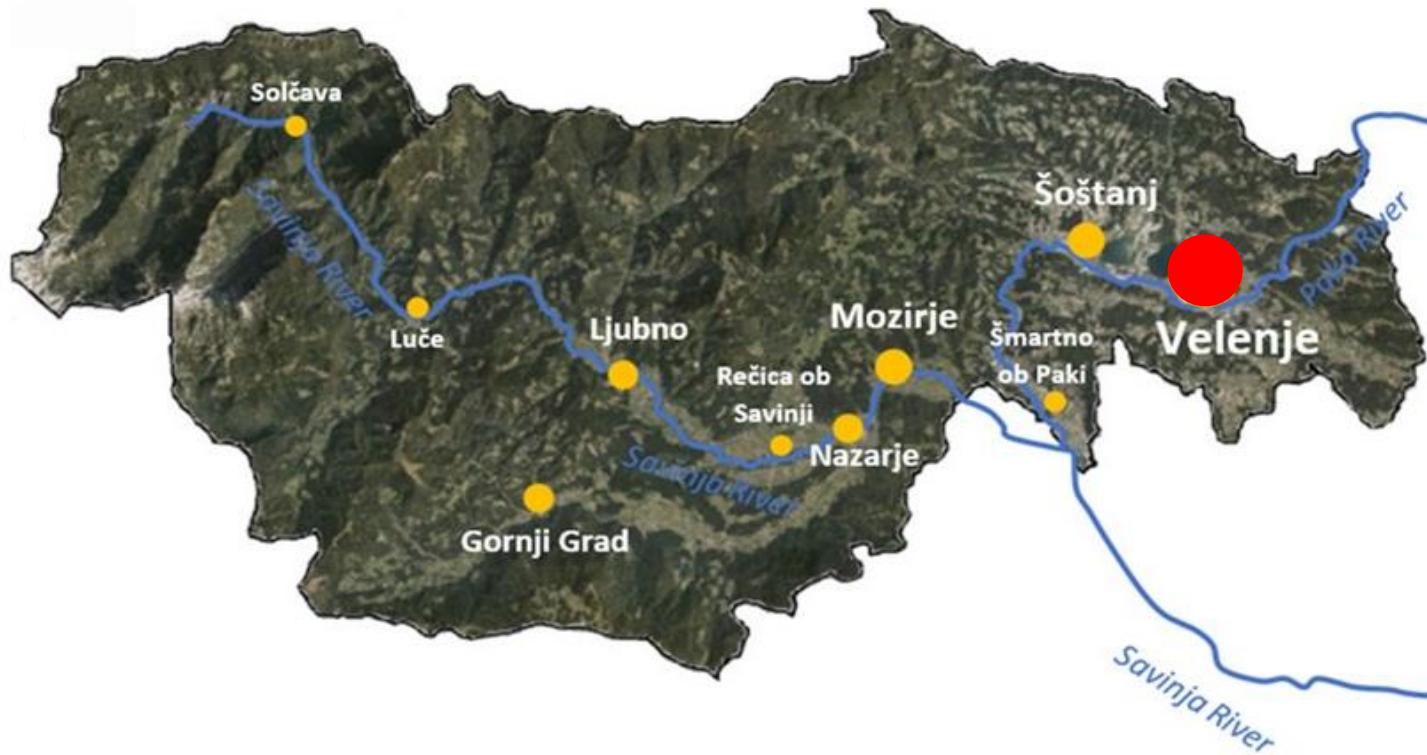 Solčava
Savinja River
Luče
Ljubno
Rečica ob
Savinji
Mozirje
Nazarje
Savinja River
Gornji Grad
Šoštanj
Velenje
Šmartno
ob Paki
Paka River
Savinja River